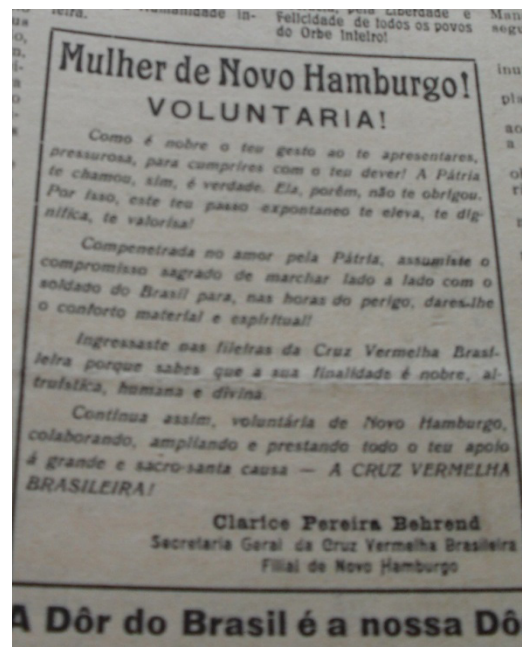 leira.
manidade in-
Liberdade e
Felicidade de todos os povos
do Orbe Inteiro!
Mulher de Novo Hamburgo!
VOLUNTARIA!
Como é nobre o teu gesto ao te apresentares,
pressurosa, para cumprires com o teu dever! A Pátria
te chamou, sim, é verdade. Ela, porém, não te obrigou.
Por isso, este teu passo expontaneo te eleva, te dig-
nifica, te valorisa!
Compenetrada no amor pela Pátria, assumiste o
compromisso sagrado de marchar lado a lado com o
soldado do Brasil para, nas horas do perigo, dares-lhe
o conforto material e espiritual!
Ingressaste nas fileiras da Cruz Vermelha Brasi-
leira porque sabes que a sua finalidade é nobre, al-
truística, humana e divina.
Continua assim, voluntária de Novo Hamburgo,
colaborando, ampliando e prestando todo o teu apoio
á grande e sacro-santa causa — A CRUZ VERMELHA
BRASILEIRA!
Clarice Pereira Behrend
Secretaria Geral da Cruz Vermelha Brasileira
Filial de Novo Hamburgo
A Dôr do Brasil é a nossa Dô